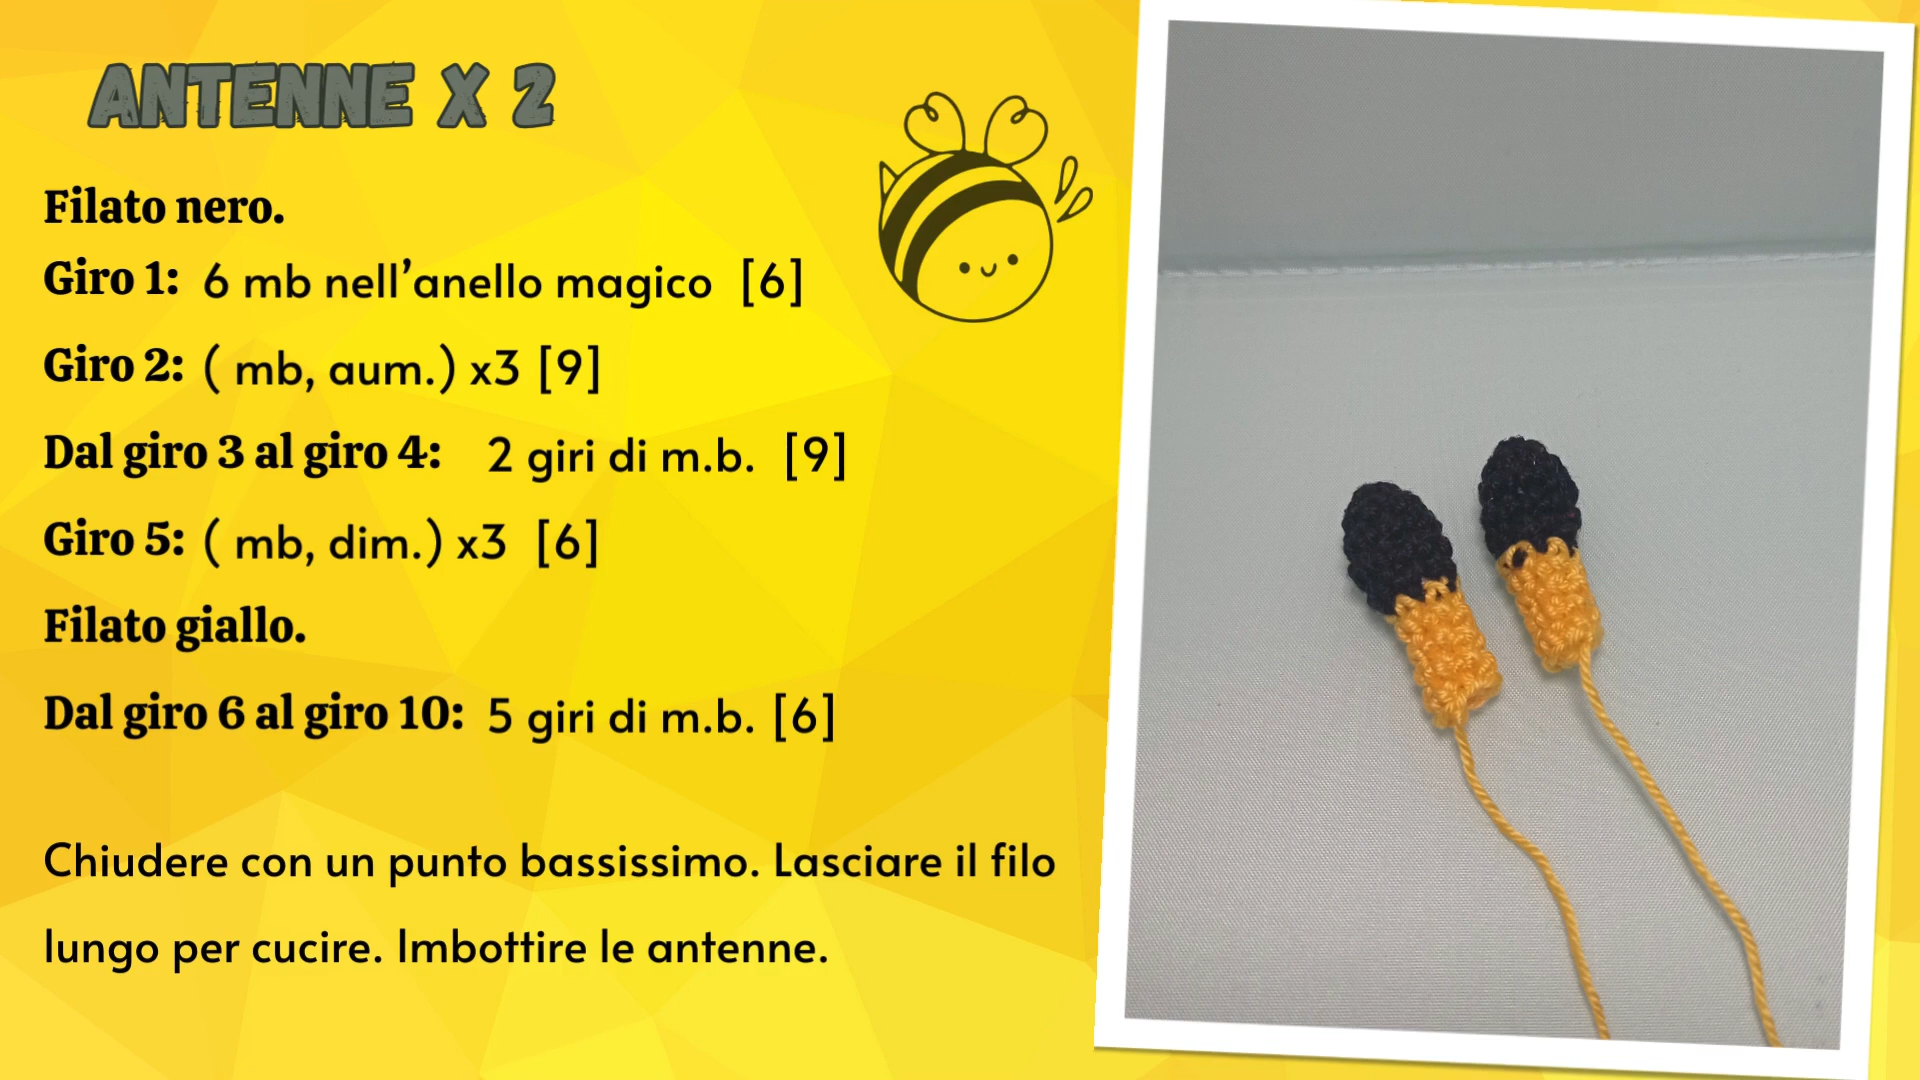 ANTENNE X 2
Filato nero.
Giro 1: 6 mb nell’anello magico [6]
Giro 2: ( mb, aum.) x3 [9]
Dal giro 3 al giro 4: 2 giri di m.b. [9]
Giro 5: ( mb, dim.) x3 [6]
Filato giallo.
Dal giro 6 al giro 10: 5 giri di m.b. [6]
Chiudere con un punto bassissimo. Lasciare il filo
lungo per cucire. Imbottire le antenne.